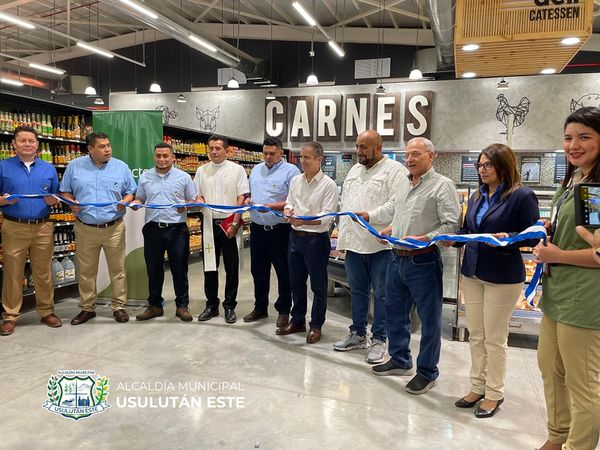 deli
CATESSEN
CARNES
ALCALDÍA MUNICIPAL
USULUTÁN ESTE
ALCALDÍA MUNICIPAL
USULUTÁN ESTE